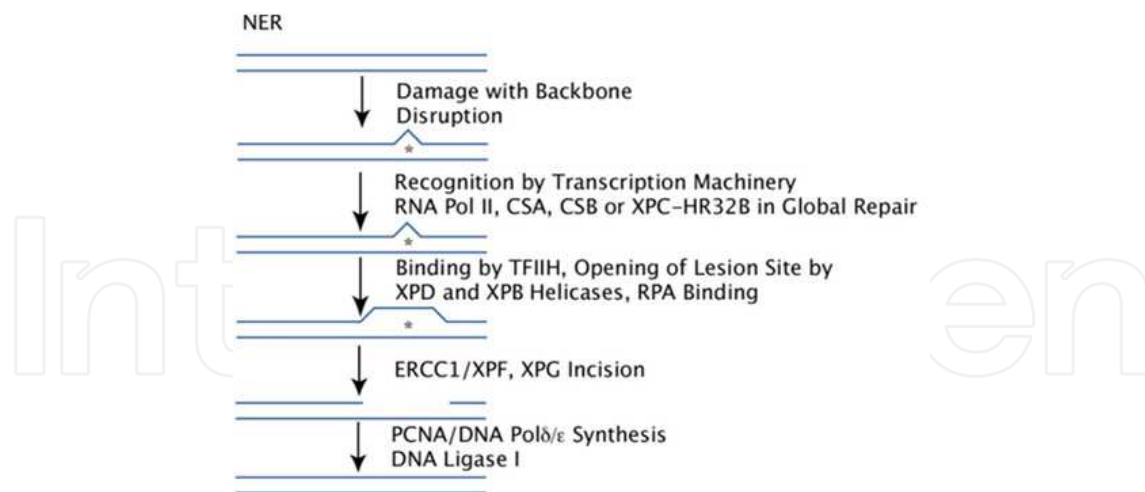 NER
Damage with Backbone
Disruption
*
Recognition by Transcription Machinery
RNA Pol II, CSA, CSB or XPC-HR32B in Global Repair
*
Binding by TFIIH, Opening of Lesion Site by
XPD and XPB Helicases, RPA Binding
*
ERCC1/XPF, XPG Incision
PCNA/DNA Polδ/ε Synthesis
DNA Ligase I
Int
en